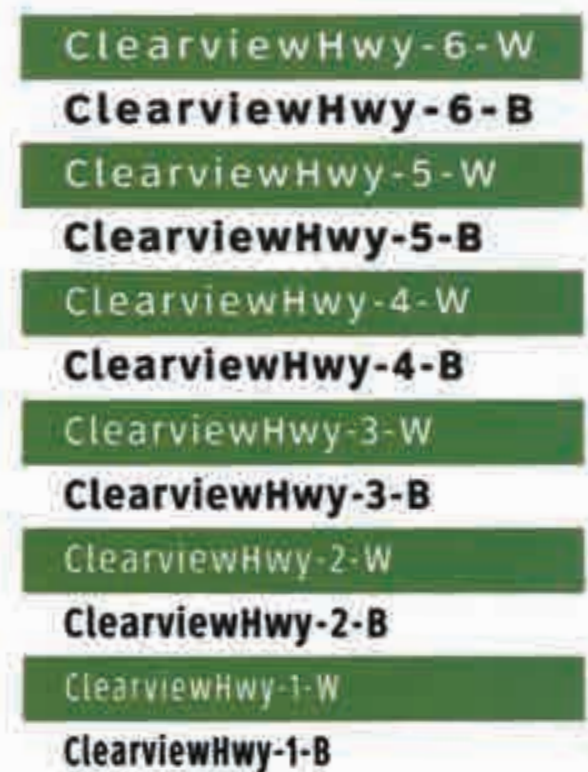 ClearviewHwy-6-W
ClearviewHwy-6-B
ClearviewHwy-5-W
ClearviewHwy-5-B
ClearviewHwy-4-W
ClearviewHwy-4-B
ClearviewHwy-3-W
ClearviewHwy-3-B
ClearviewHwy-2-W
ClearviewHwy-2-B
ClearviewHwy-1-W
ClearviewHwy-1-B